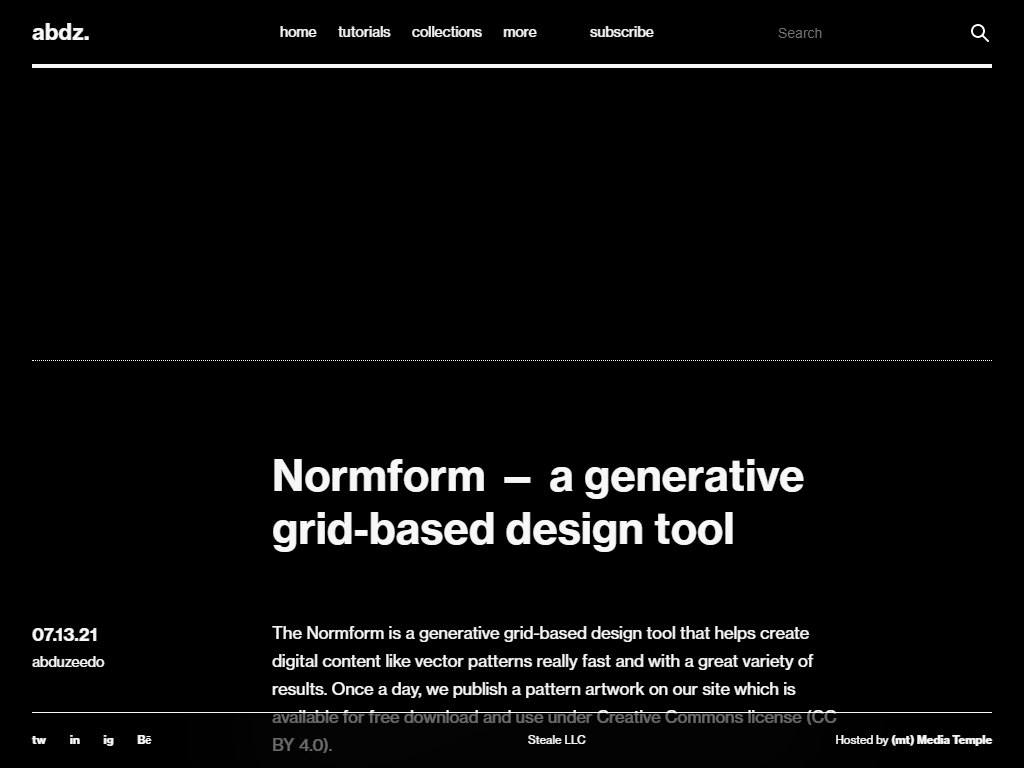 abdz.
home tutorials collections more subscribe Search
Normform — a generative
grid-based design tool
07.13.21
abduzeedo
The Normform is a generative grid-based design tool that helps create
digital content like vector patterns really fast and with a great variety of
results. Once a day, we publish a pattern artwork on our site which is
available for free download and use under Creative Commons license (CC
BY 4.0).
tw in ig Bē
Steale LLC
Hosted by (mt) Media Temple